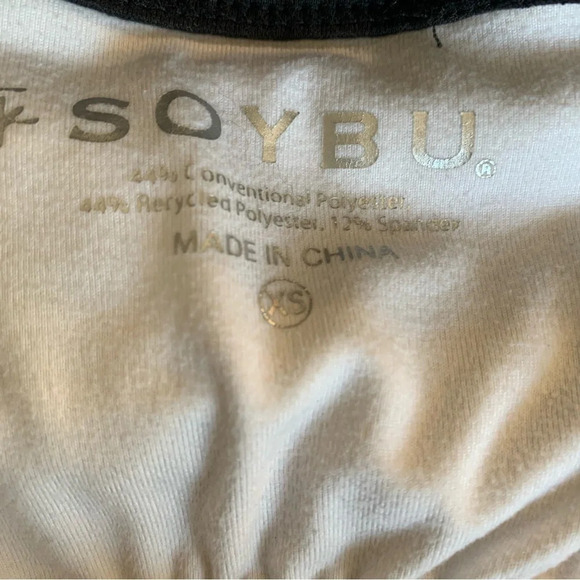 SOYBU®
44% Conventional Polyester,
44% Recycled Polyester, 12% Spandex
MADE IN CHINA
XS